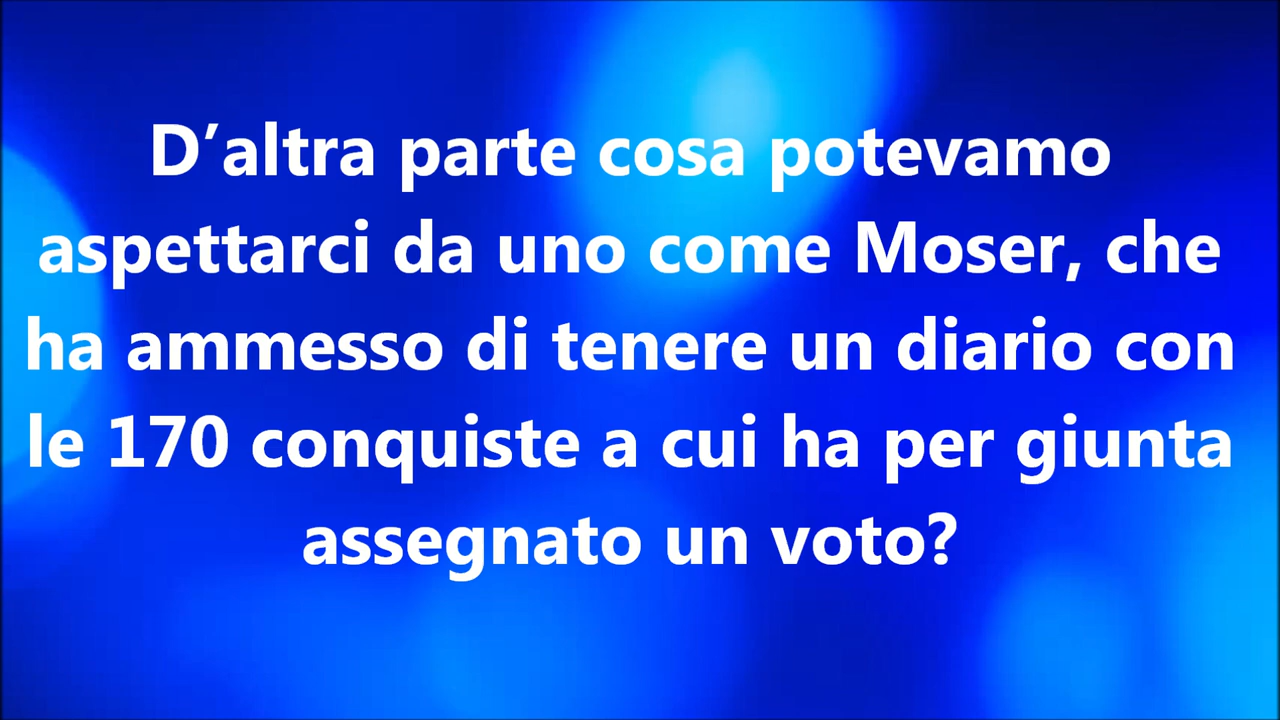 D’altra parte cosa potevamo
aspettarci da uno come Moser, che
ha ammesso di tenere un diario con
le 170 conquiste a cui ha per giunta
assegnato un voto?